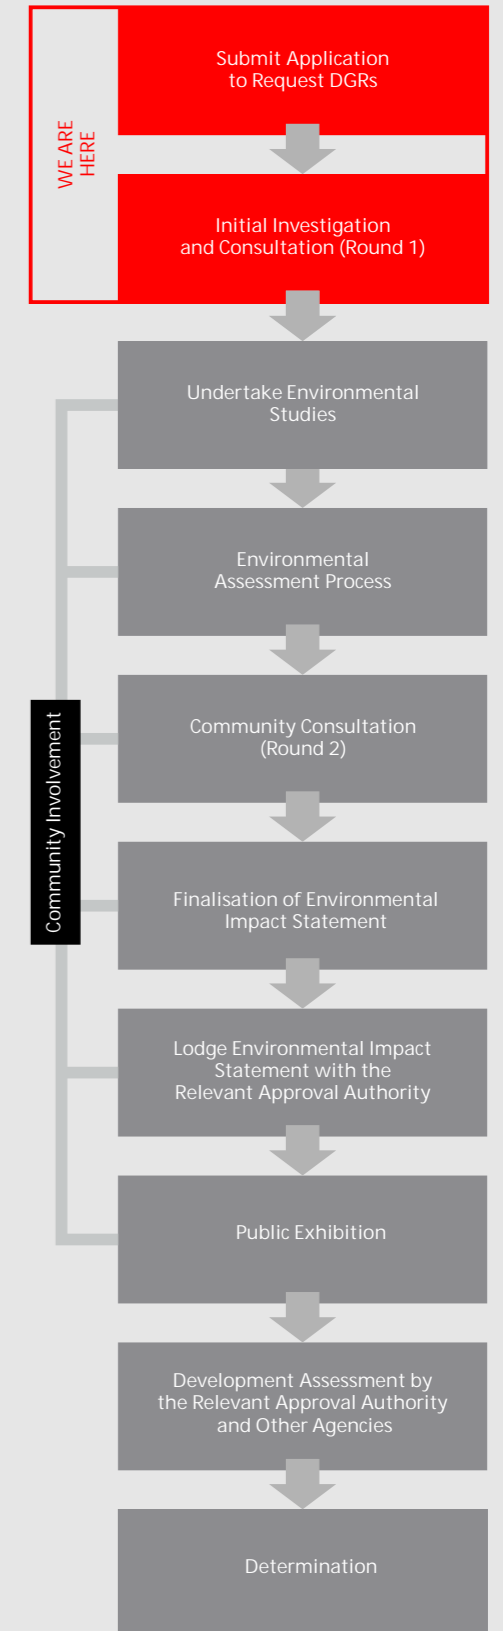 Submit Application
to Request DGRs
WE ARE
HERE
Initial Investigation
and Consultation (Round 1)
Undertake Environmental
Studies
Environmental
Assessment Process
Community Consultation
(Round 2)
Community Involvement
Finalisation of Environmental
Impact Statement
Lodge Environmental Impact
Statement with the
Relevant Approval Authority
Public Exhibition
Development Assessment by
the Relevant Approval Authority
and Other Agencies
Determination